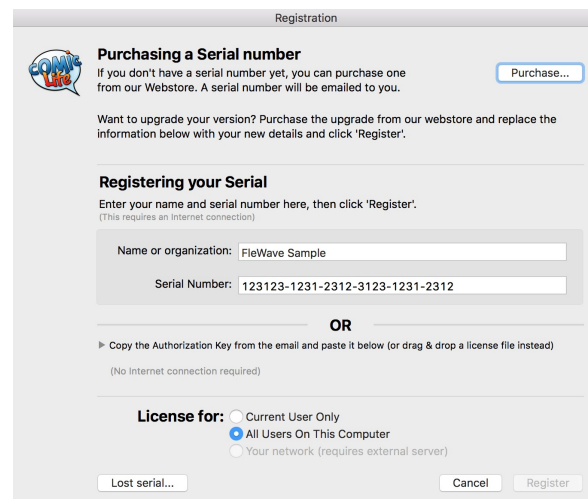 Registration
COMIC
Life
Purchasing a Serial number
If you don't have a serial number yet, you can purchase one
from our Webstore. A serial number will be emailed to you.
Purchase...
Want to upgrade your version? Purchase the upgrade from our webstore and replace the
information below with your new details and click 'Register'.
Registering your Serial
Enter your name and serial number here, then click 'Register'.
(This requires an Internet connection)
Name or organization: FleWave Sample
Serial Number: 123123-1231-2312-3123-1231-2312
OR
Copy the Authorization Key from the email and paste it below (or drag & drop a license file instead)
(No Internet connection required)
License for: Current User Only
All Users On This Computer
Your network (requires external server)
Lost serial... Cancel Register